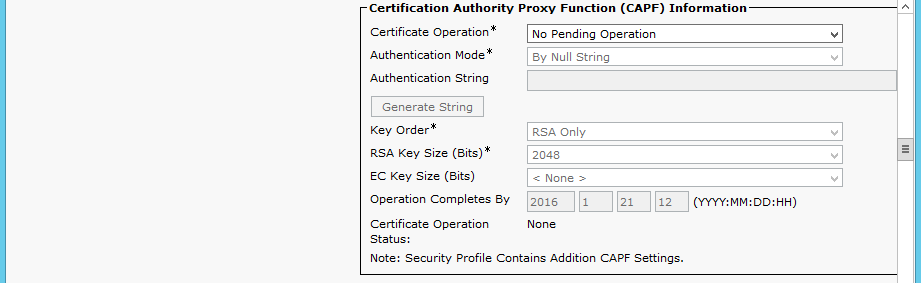 Certification Authority Proxy Function (CAPF) Information
Certificate Operation* No Pending Operation
Authentication Mode* By Null String
Authentication String
Generate String
Key Order* RSA Only
RSA Key Size (Bits)* 2048
EC Key Size (Bits) < None >
Operation Completes By 2016 1 21 12 (YYYY:MM:DD:HH)
Certificate Operation None
Status:
Note: Security Profile Contains Addition CAPF Settings.